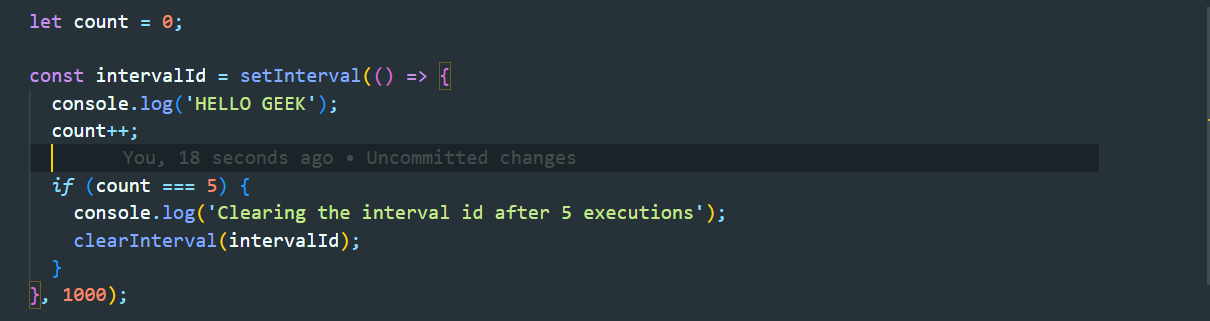 let count = 0;
const intervalId = setInterval(() => {
console.log('HELLO GEEK');
count++;
You, 18 seconds ago • Uncommitted changes
if (count === 5) {
console.log('Clearing the interval id after 5 executions');
clearInterval(intervalId);
}
}, 1000);